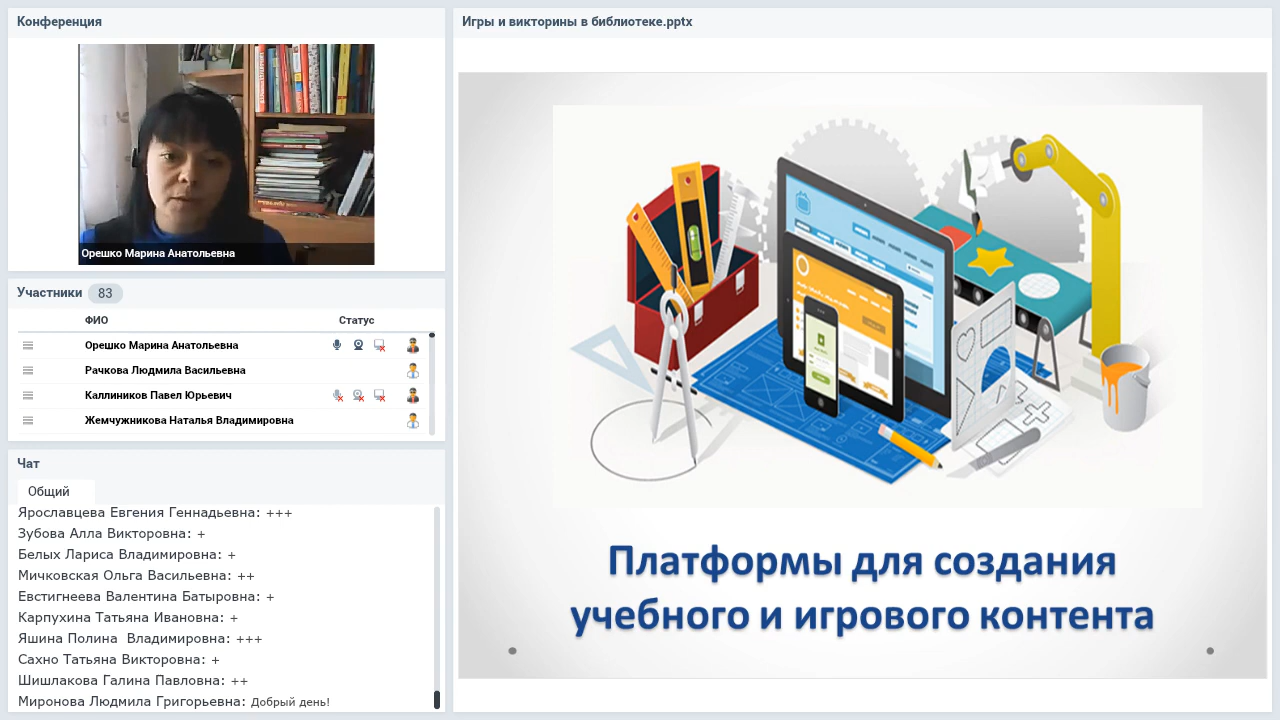 Конференция
Орешко Марина Анатольевна
Участники 83
ФИО Статус
Орешко Марина Анатольевна
Рачкова Людмила Васильевна
Каллиников Павел Юрьевич
Жемчужникова Наталья Владимировна
Чат
Общий
Ярославцева Евгения Геннадьевна: +++
Зубова Алла Викторовна: +
Белых Лариса Владимировна: +
Мичковская Ольга Васильевна: ++
Евстигнеева Валентина Батыровна: +
Карпухина Татьяна Ивановна: +
Яшина Полина  Владимировна: +++
Сахно Татьяна Викторовна: +
Шишлакова Галина Павловна: ++
Миронова Людмила Григорьевна: Добрый день!
Игры и викторины в библиотеке.pptx
Платформы для создания
учебного и игрового контента